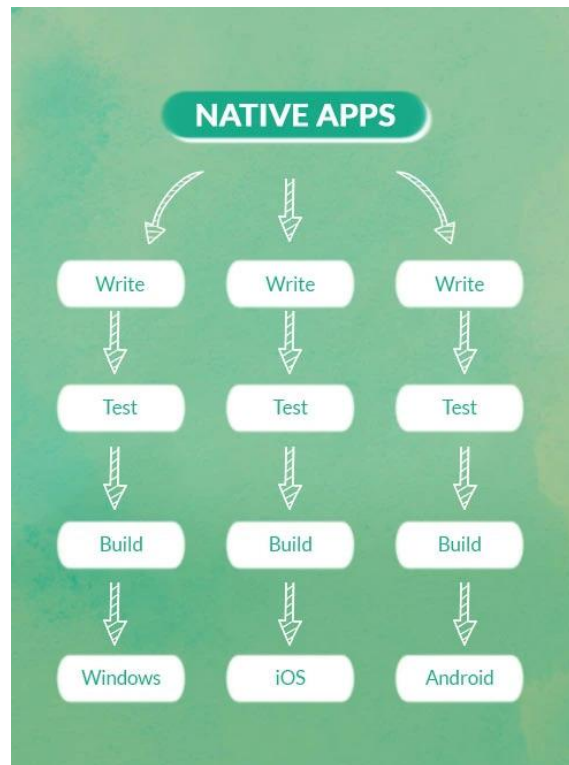 NATIVE APPS
Write Write Write
Test Test Test
Build Build Build
Windows iOS Android